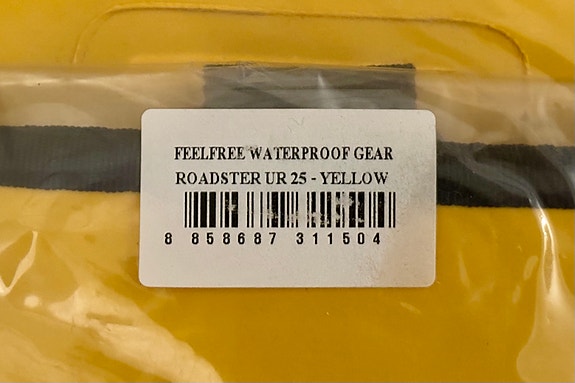 FEELFREE WATERPROOF GEAR
ROADSTER UR 25 - YELLOW
8 858687 311504